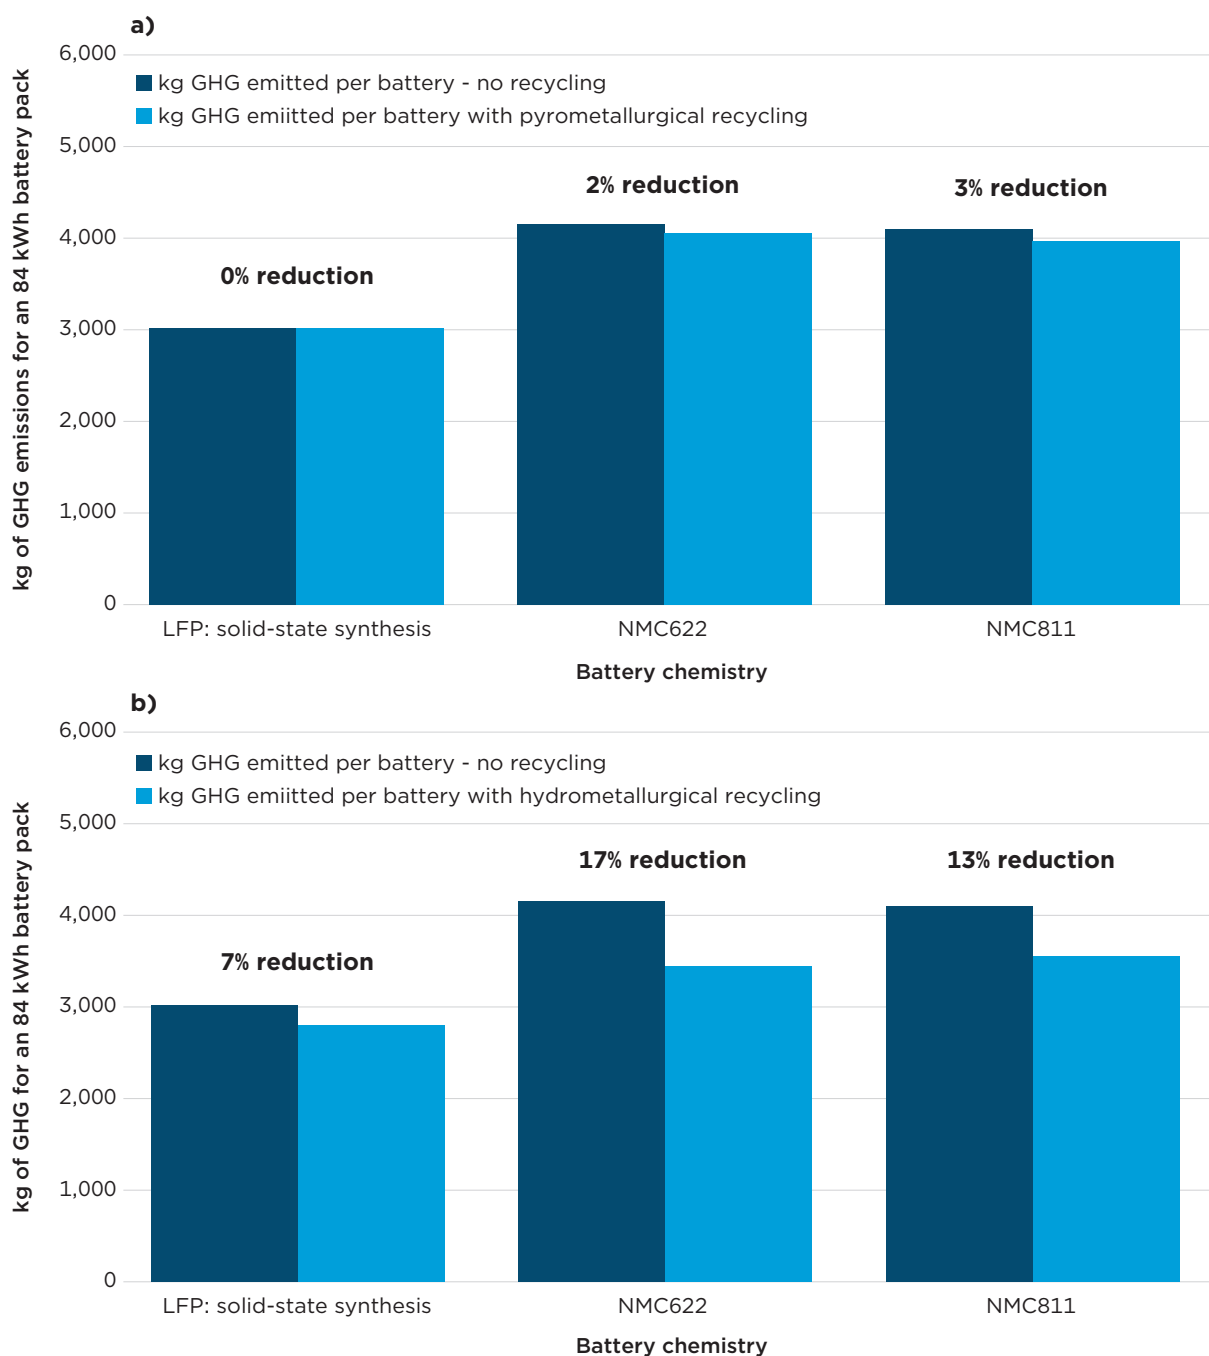 a)
kg of GHG emissions for an 84 kWh battery pack
6,000
5,000
4,000
3,000
2,000
1,000
0
kg GHG emitted per battery - no recycling
kg GHG emiitted per battery with pyrometallurgical recycling
0% reduction
2% reduction
3% reduction
LFP: solid-state synthesis
NMC622
NMC811
Battery chemistry
b)
kg of GHG for an 84 kWh battery pack
6,000
5,000
4,000
3,000
2,000
1,000
0
kg GHG emitted per battery - no recycling
kg GHG emiitted per battery with hydrometallurgical recycling
7% reduction
17% reduction
13% reduction
LFP: solid-state synthesis
NMC622
NMC811
Battery chemistry